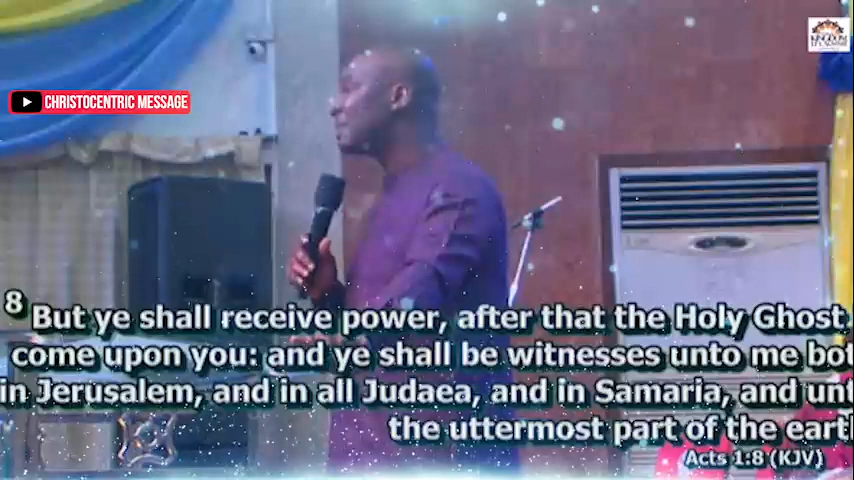 CHRISTOCENTRIC MESSAGE
8 But ye shall receive power, after that the Holy Ghost
come upon you: and ye shall be witnesses unto me bot
in Jerusalem, and in all Judaea, and in Samaria, and unt
the uttermost part of the eart
Acts 1:8 (KJV)